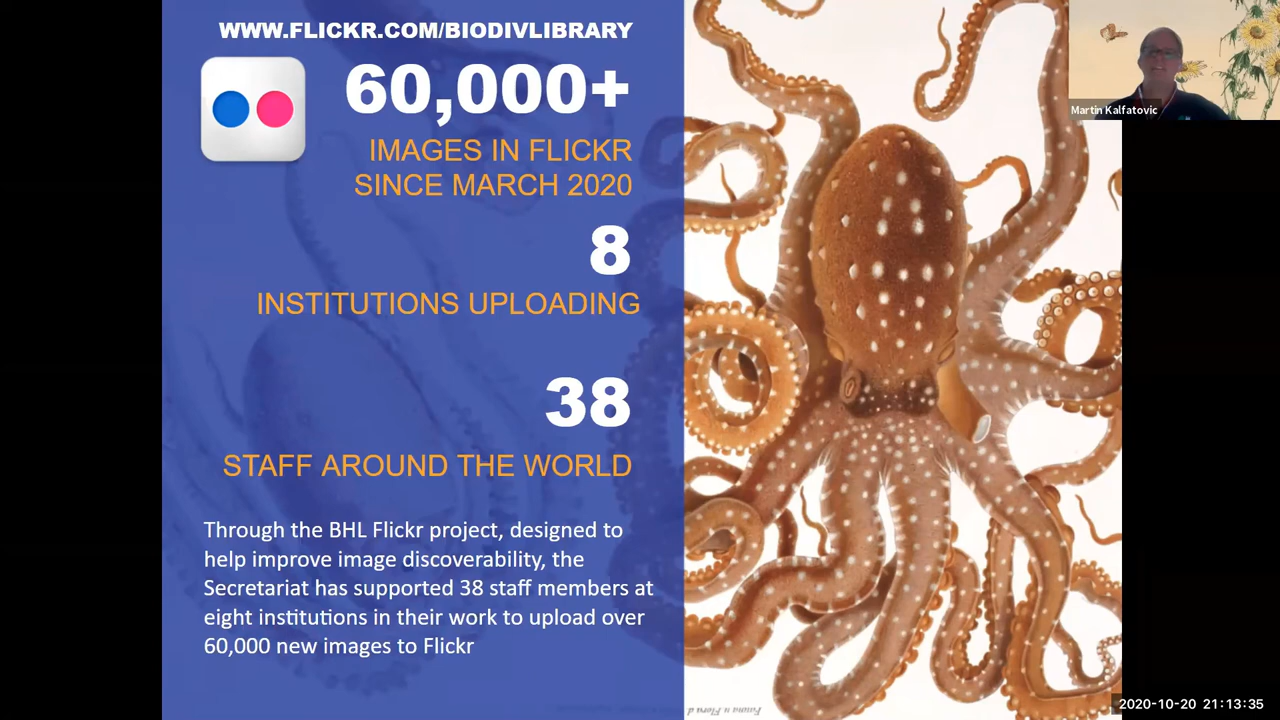 WWW.FLICKR.COM/BIODIVLIBRARY
60,000+
IMAGES IN FLICKR
SINCE MARCH 2020
8
INSTITUTIONS UPLOADING
38
STAFF AROUND THE WORLD
Through the BHL Flickr project, designed to
help improve image discoverability, the
Secretariat has supported 38 staff members at
eight institutions in their work to upload over
60,000 new images to Flickr
Martin Kalfatovic
2020-10-20 21:13:35